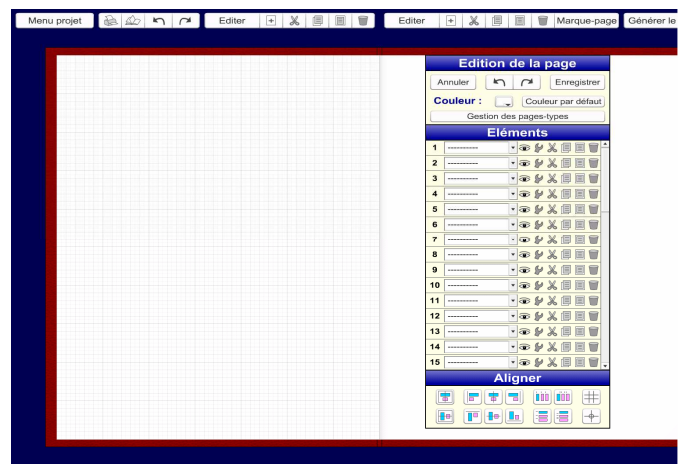 Menu projet Editer Editer Marque-page Générer le
Edition de la page
Annuler Enregistrer
Couleur : Couleur par défaut
Gestion des pages-types
Eléments
1 ----------
2 ----------
3 ----------
4 ----------
5 ----------
6 ----------
7 ----------
8 ----------
9 ----------
10 ----------
11 ----------
12 ----------
13 ----------
14 ----------
15 ----------
Aligner